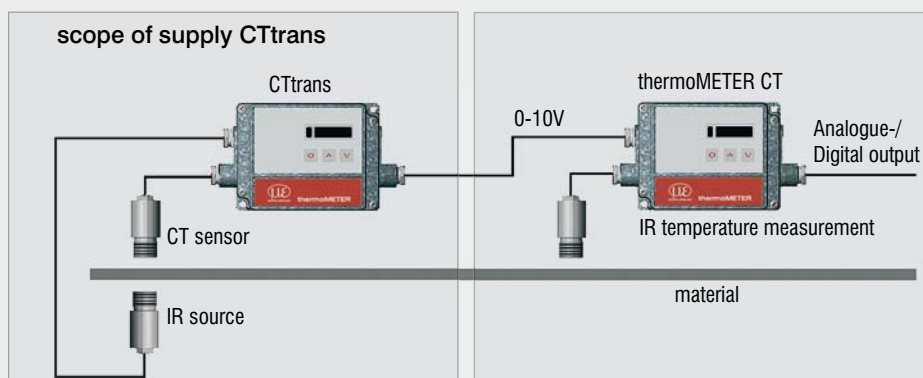 scope of supply CTtrans
CTtrans
CT sensor
IR source
thermoMETER
0-10V
thermoMETER CT
Analogue-/
Digital output
thermoMETER
IR temperature measurement
material